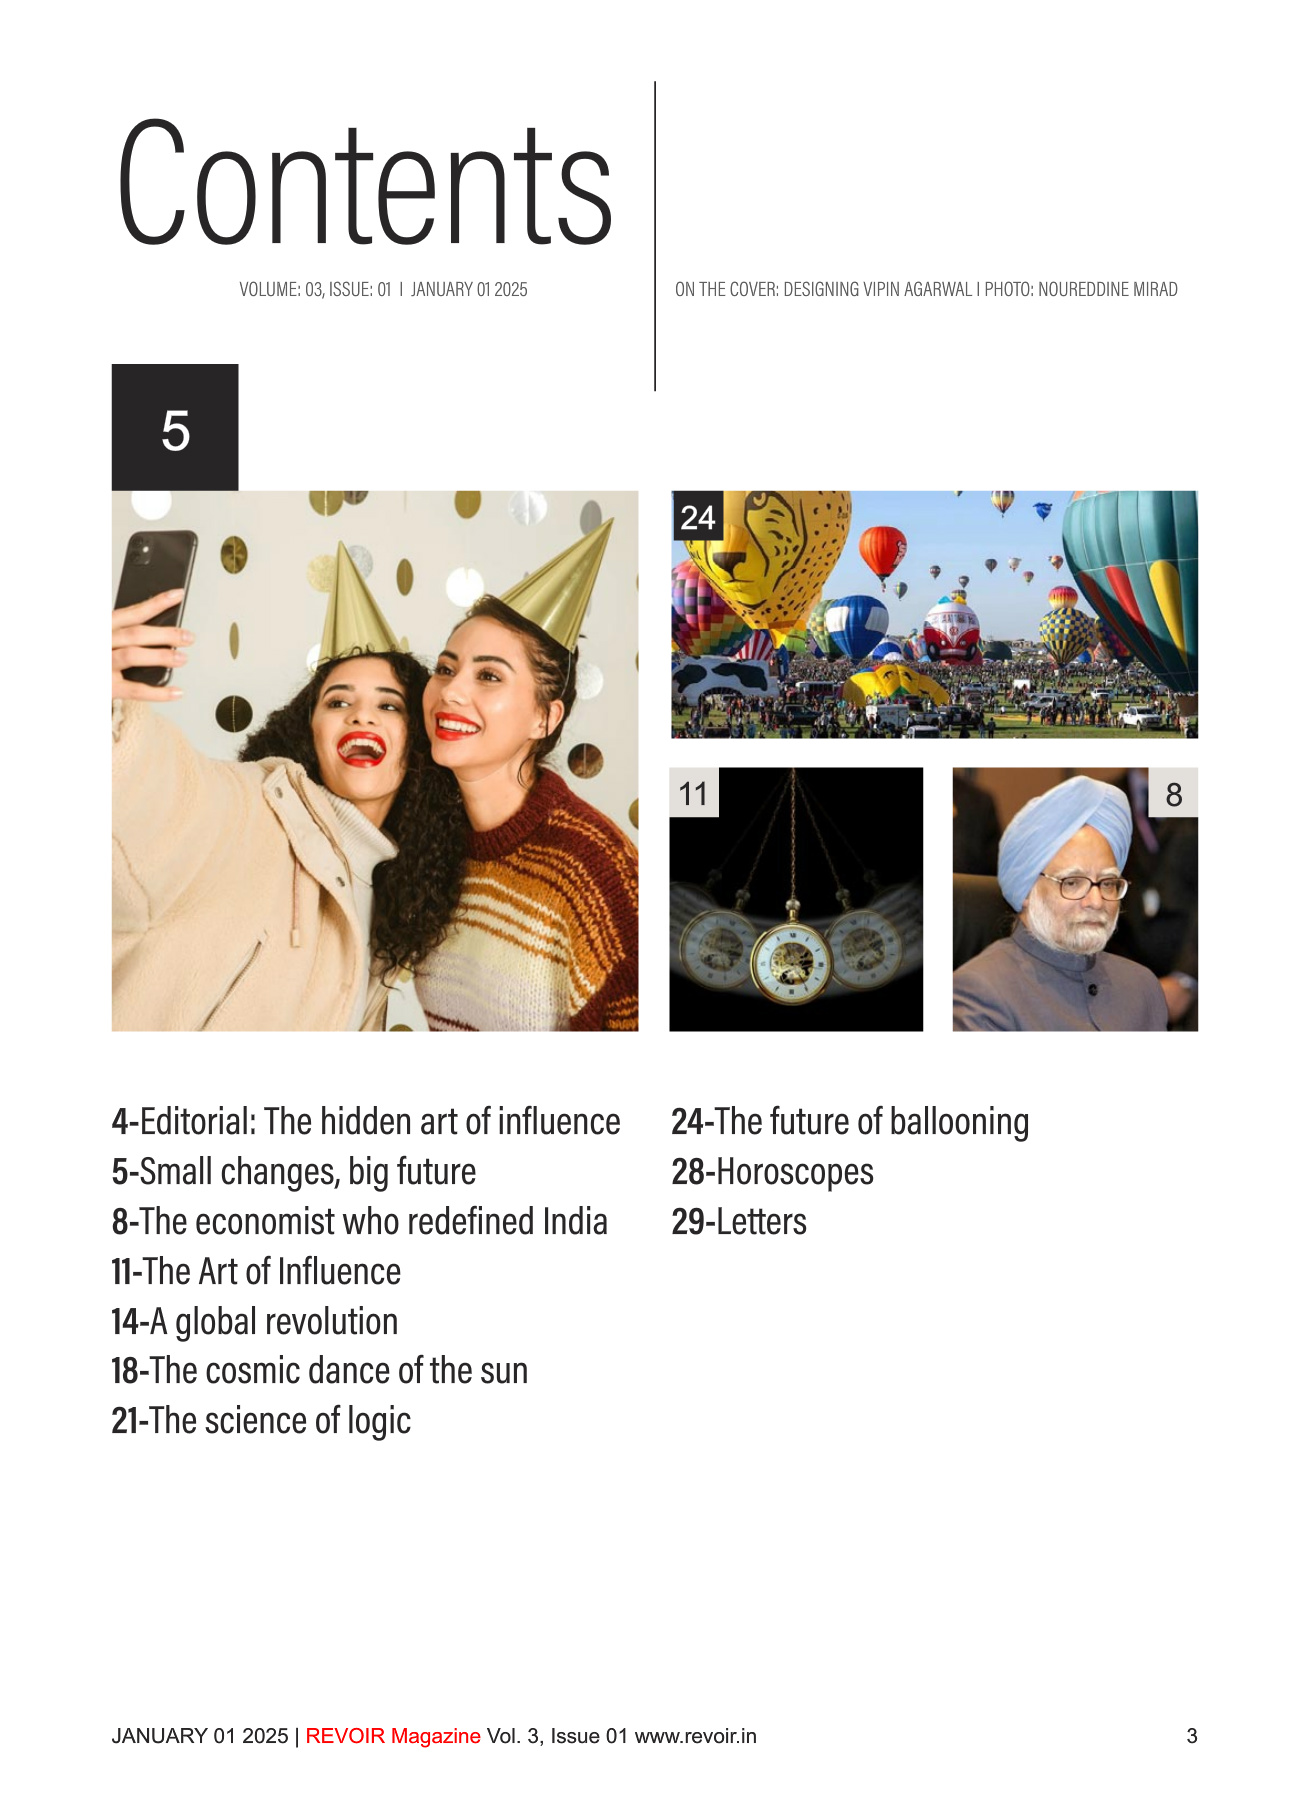 Contents
VOLUME: 03, ISSUE: 01 I JANUARY 01 2025
ON THE COVER: DESIGNING VIPIN AGARWAL I PHOTO: NOUREDDINE MIRAD
5
24
11
8
4-Editorial: The hidden art of influence
5-Small changes, big future
8-The economist who redefined India
11-The Art of Influence
14-A global revolution
18-The cosmic dance of the sun
21-The science of logic
24-The future of ballooning
28-Horoscopes
29-Letters
JANUARY 01 2025 | REVOIR Magazine Vol. 3, Issue 01 www.revoir.in
3